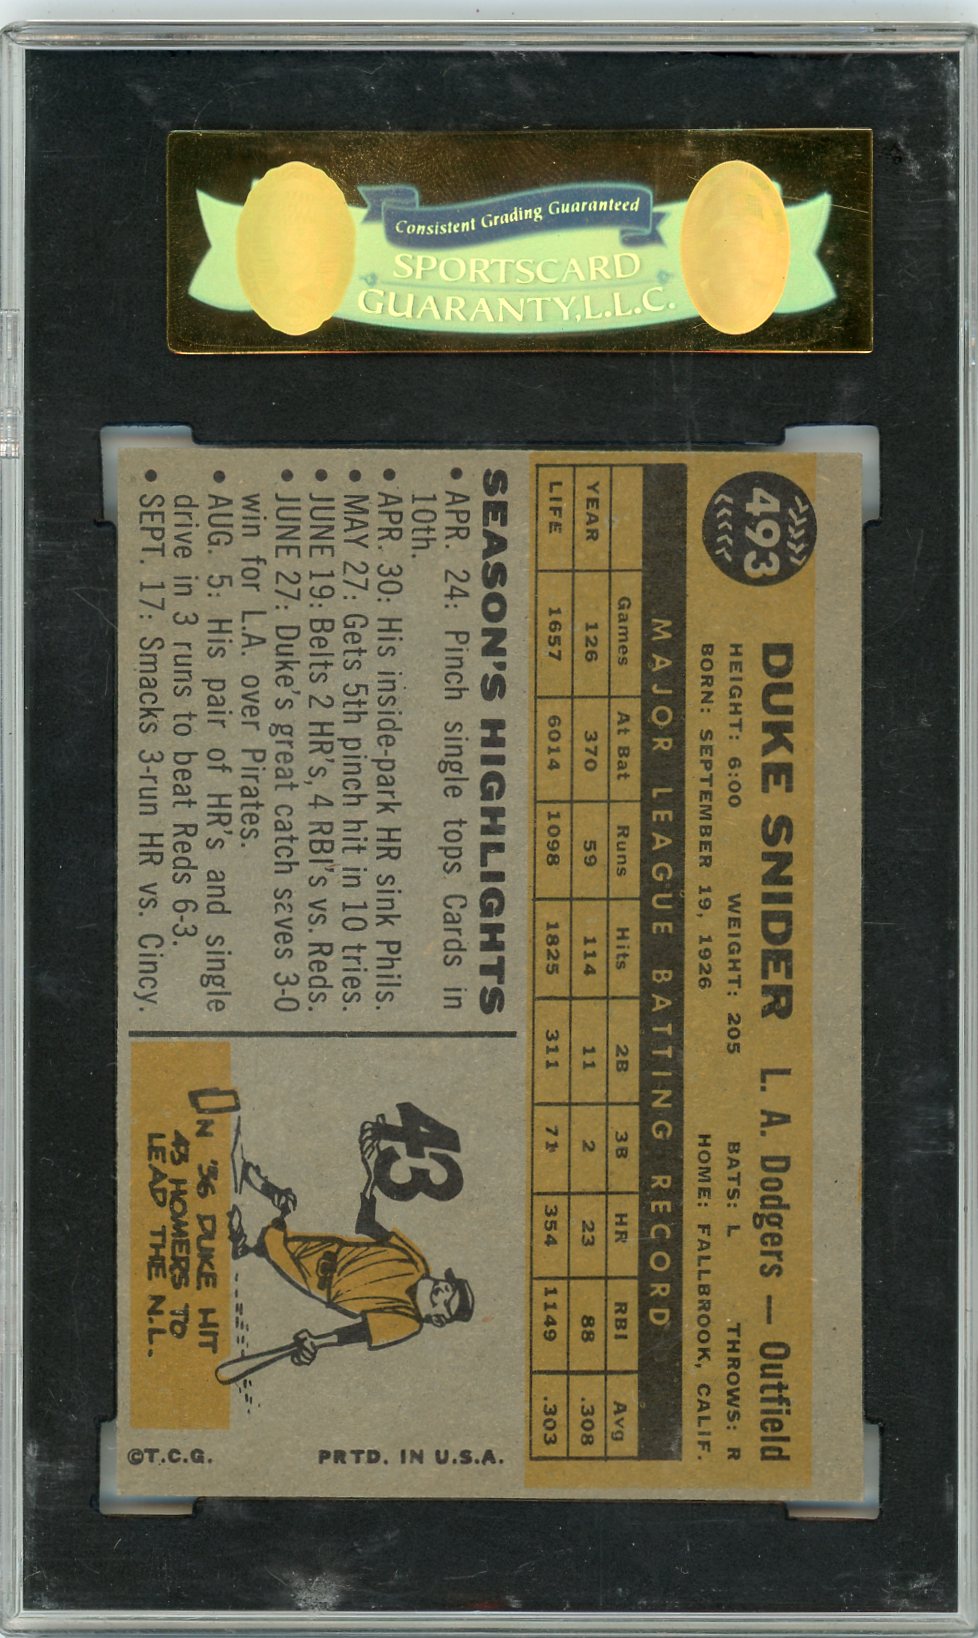 Consistent Grading Guaranteed
SPORTSCARD
GUARANTY, L.L.C.
493
DUKE SNIDER L. A. Dodgers — Outfield
HEIGHT: 6:00 WEIGHT: 205 BATS: L THROWS: R
BORN: SEPTEMBER 19, 1926 HOME: FALLBROOK, CALIF.
MAJOR LEAGUE BATTING RECORD
Games At Bat Runs Hits 2B 3B HR RBI Avg
YEAR 126 370 59 114 11 2 23 88 .308
LIFE 1657 6014 1098 1825 311 71 354 1149 .303
SEASON'S HIGHLIGHTS
• APR. 24: Pinch single tops Cards in
10th.
• APR. 30: His inside-park HR sink Phils.
• MAY 27: Gets 5th pinch hit in 10 tries.
• JUNE 19: Belts 2 HR's, 4 RBI's vs. Reds.
• JUNE 27: Duke's great catch saves 3-0
win for L.A. over Pirates.
• AUG. 5: His pair of HR's and single
drive in 3 runs to beat Reds 6-3.
• SEPT. 17: Smacks 3-run HR vs. Cincy.
43
IN '56 DUKE HIT
43 HOMERS TO
LEAD THE N.L.
©T.C.G. PRTD. IN U.S.A.